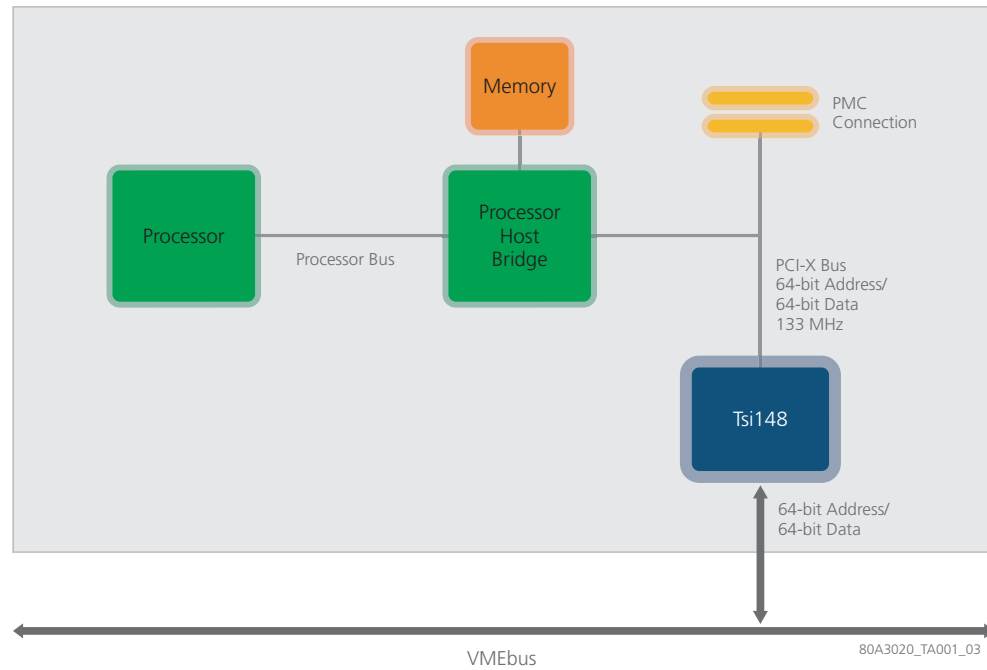 Memory
PMC
Connection
Processor
Processor
Host
Bridge
Processor Bus
PCI-X Bus
64-bit Address/
64-bit Data
133 MHz
Tsi148
64-bit Address/
64-bit Data
VMEbus
80A3020_TA001_03